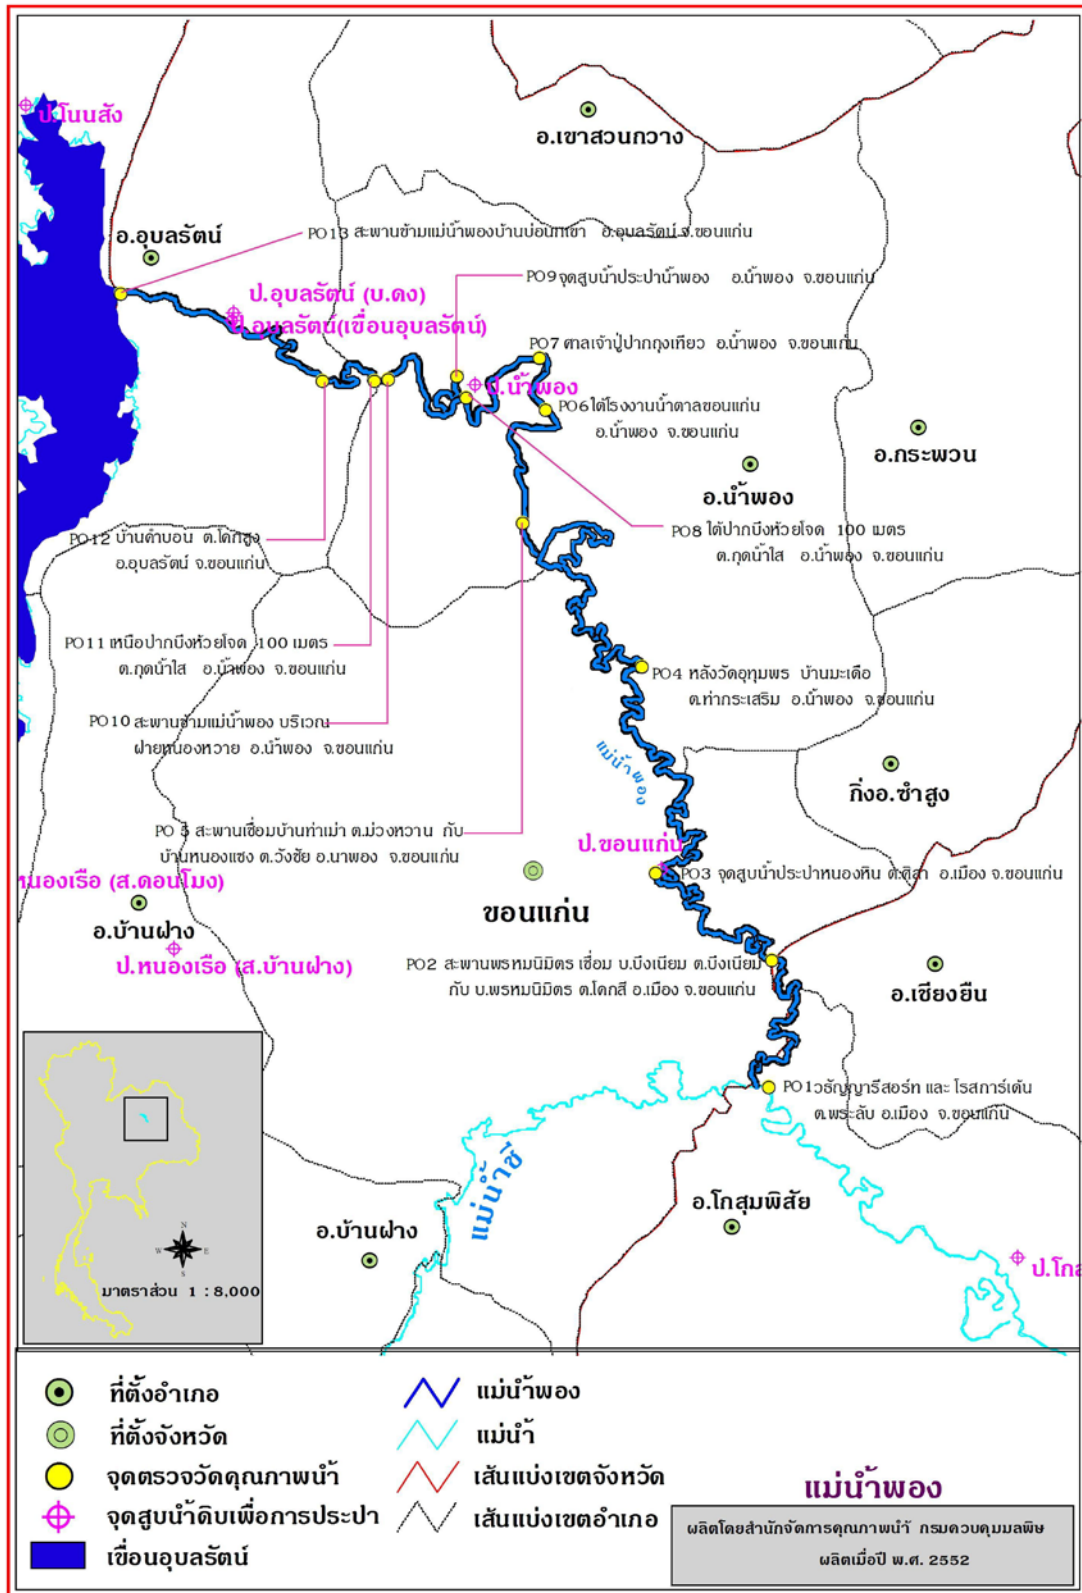 ป.โนนสัง
อ.เขาสวนกวาง
อ.อุบลรัตน์
PO13 สะพานข้ามแม่น้ำพองบ้านบ่อนกเขา อ.อุบลรัตน์ จ.ขอนแก่น
PO9 จุดสูบน้ำประปาน้ำพอง อ.น้ำพอง จ.ขอนแก่น
ป.อุบลรัตน์ (บ.ดง)
ป.อุบลรัตน์(เขื่อนอุบลรัตน์)
PO7 ศาลเจ้าปู่ปากกุงเทียว อ.น้ำพอง จ.ขอนแก่น
ป.น้ำพอง
PO6 ใต้โรงงานน้ำตาลขอนแก่น
อ.น้ำพอง จ.ขอนแก่น
อ.กระพวน
อ.น้ำพอง
PO8 ใต้ปากบึงห้วยโจด 100 เมตร
ต.กุดน้ำใส อ.น้ำพอง จ.ขอนแก่น
PO12 บ้านคำบอน ต.โคกสูง
อ.อุบลรัตน์ จ.ขอนแก่น
PO11 เหนือปากบึงห้วยโจด 100 เมตร
ต.กุดน้ำใส อ.น้ำพอง จ.ขอนแก่น
PO4 หลังวัดอุทุมพร บ้านมะเดือ
ต.ท่ากระเสริม อ.น้ำพอง จ.ขอนแก่น
PO10 สะพานข้ามแม่น้ำพอง บริเวณ
ฝายหนองหวาย อ.น้ำพอง จ.ขอนแก่น
แม่น้ำพอง
กิ่งอ.ซำสูง
PO5 สะพานเชื่อมบ้านท่าเม่า ต.ม่วงหวาน กับ
บ้านหนองแซง ต.วังชัย อ.นาพอง จ.ขอนแก่น
ป.ขอนแก่น
PO3 จุดสูบน้ำประปาหนองหิน ต.ศิลา อ.เมือง จ.ขอนแก่น
หนองเรือ (ส.ดอนโมง)
อ.บ้านฝาง
ขอนแก่น
ป.หนองเรือ (ส.บ้านฝาง)
PO2 สะพานพรหมนิมิตร เชื่อม บ.บึงเนียม ต.บึงเนียม
กับ บ.พรหมนิมิตร ต.โคกสี อ.เมือง จ.ขอนแก่น
อ.เชียงยืน
PO1 วรัญญารีสอร์ท และ โรสการ์เด้น
ต.พระลับ อ.เมือง จ.ขอนแก่น
แม่น้ำชี
อ.โกสุมพิสัย
อ.บ้านฝาง
ป.โกส
N
W E
S
มาตราส่วน 1 : 8,000
ที่ตั้งอำเภอ
แม่น้ำพอง
ที่ตั้งจังหวัด
แม่น้ำ
จุดตรวจวัดคุณภาพน้ำ
เส้นแบ่งเขตจังหวัด
จุดสูบน้ำดิบเพื่อการประปา
เส้นแบ่งเขตอำเภอ
เขื่อนอุบลรัตน์
แม่น้ำพอง
ผลิตโดยสำนักจัดการคุณภาพน้ำ กรมควบคุมมลพิษ
ผลิตเมื่อปี พ.ศ. 2552